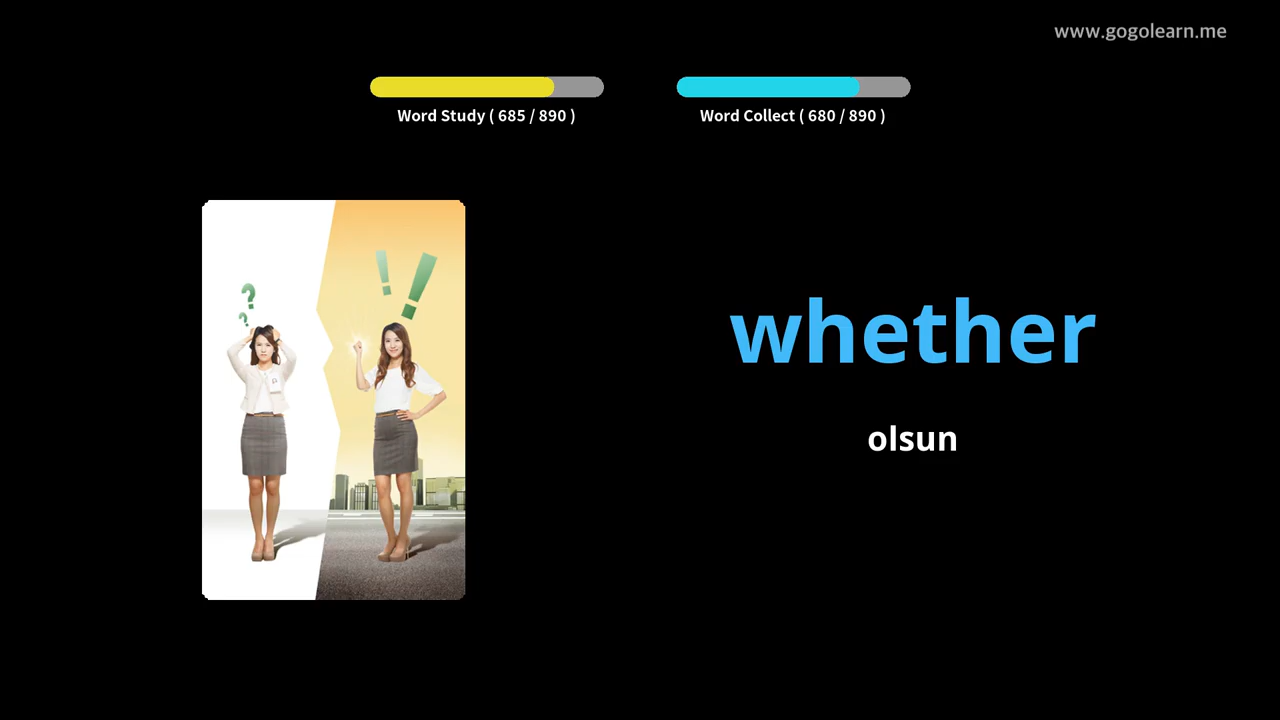 www.gogolearn.me
Word Study ( 685 / 890 )
Word Collect ( 680 / 890 )
? ?
! !
whether
olsun